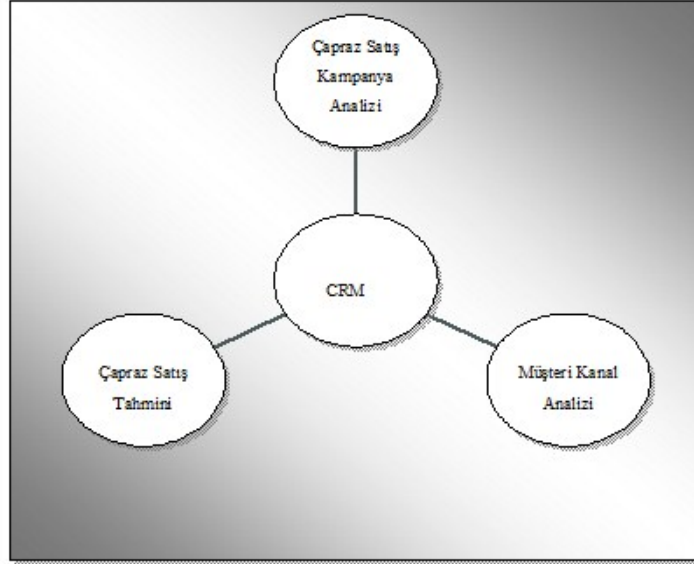 Çapraz Satış
Kampanya
Analizi
CRM
Çapraz Satış
Tahmini
Müşteri Kanal
Analizi